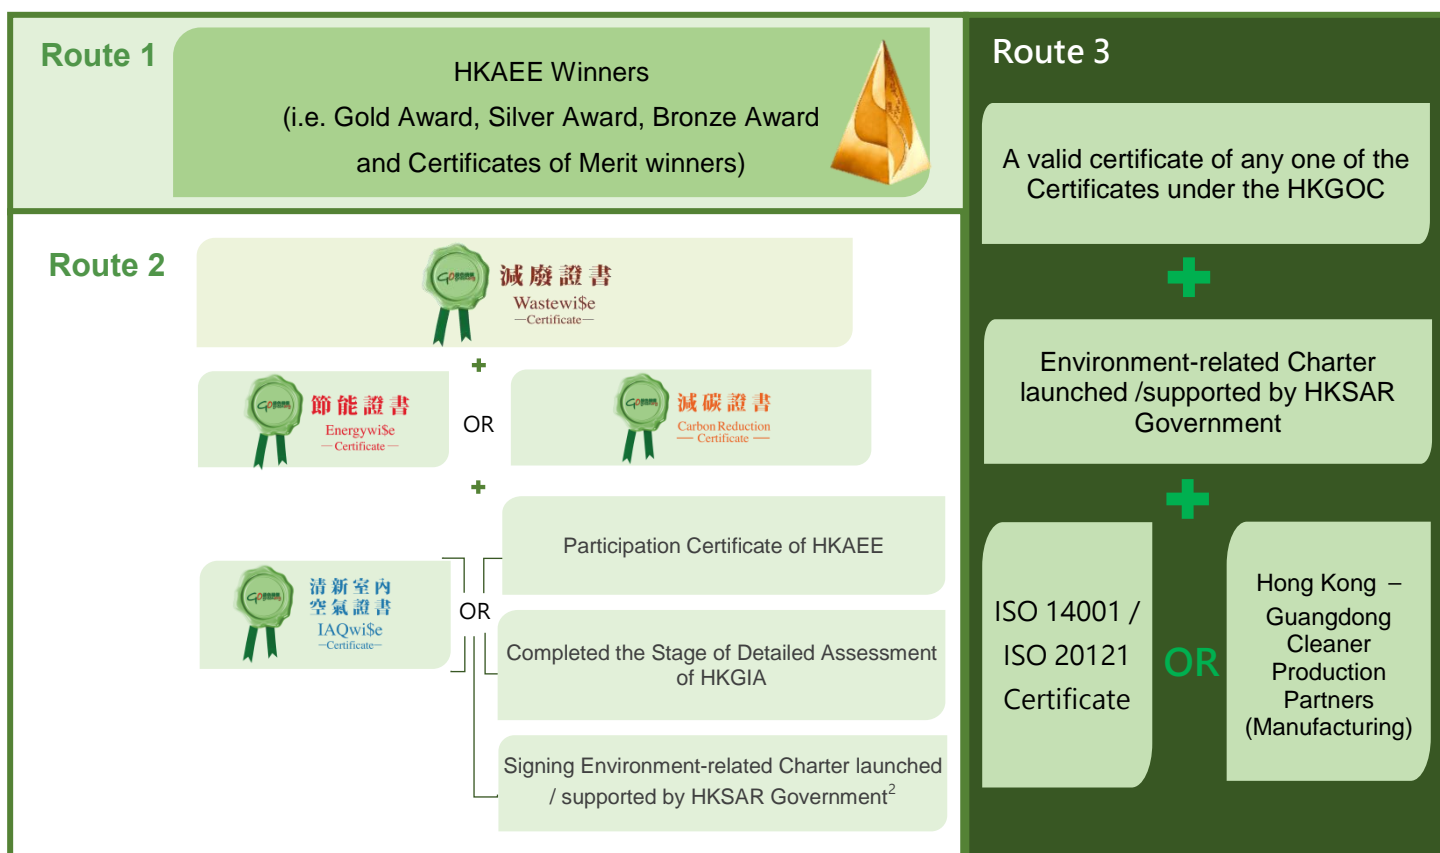 Route 1
HKAEE Winners
(i.e. Gold Award, Silver Award, Bronze Award
and Certificates of Merit winners)
Route 2
減廢證書
Wastewi$e
—Certificate—
節能證書
Energywi$e
—Certificate—
OR
減碳證書
Carbon Reduction
— Certificate —
清新室內
空氣證書
IAQwi$e
—Certificate—
OR
Participation Certificate of HKAEE
Completed the Stage of Detailed Assessment
of HKGIA
Signing Environment-related Charter launched
/ supported by HKSAR Government2
Route 3
A valid certificate of any one of the
Certificates under the HKGOC
Environment-related Charter
launched /supported by HKSAR
Government
ISO 14001 /
ISO 20121
Certificate
OR
Hong Kong –
Guangdong
Cleaner
Production
Partners
(Manufacturing)